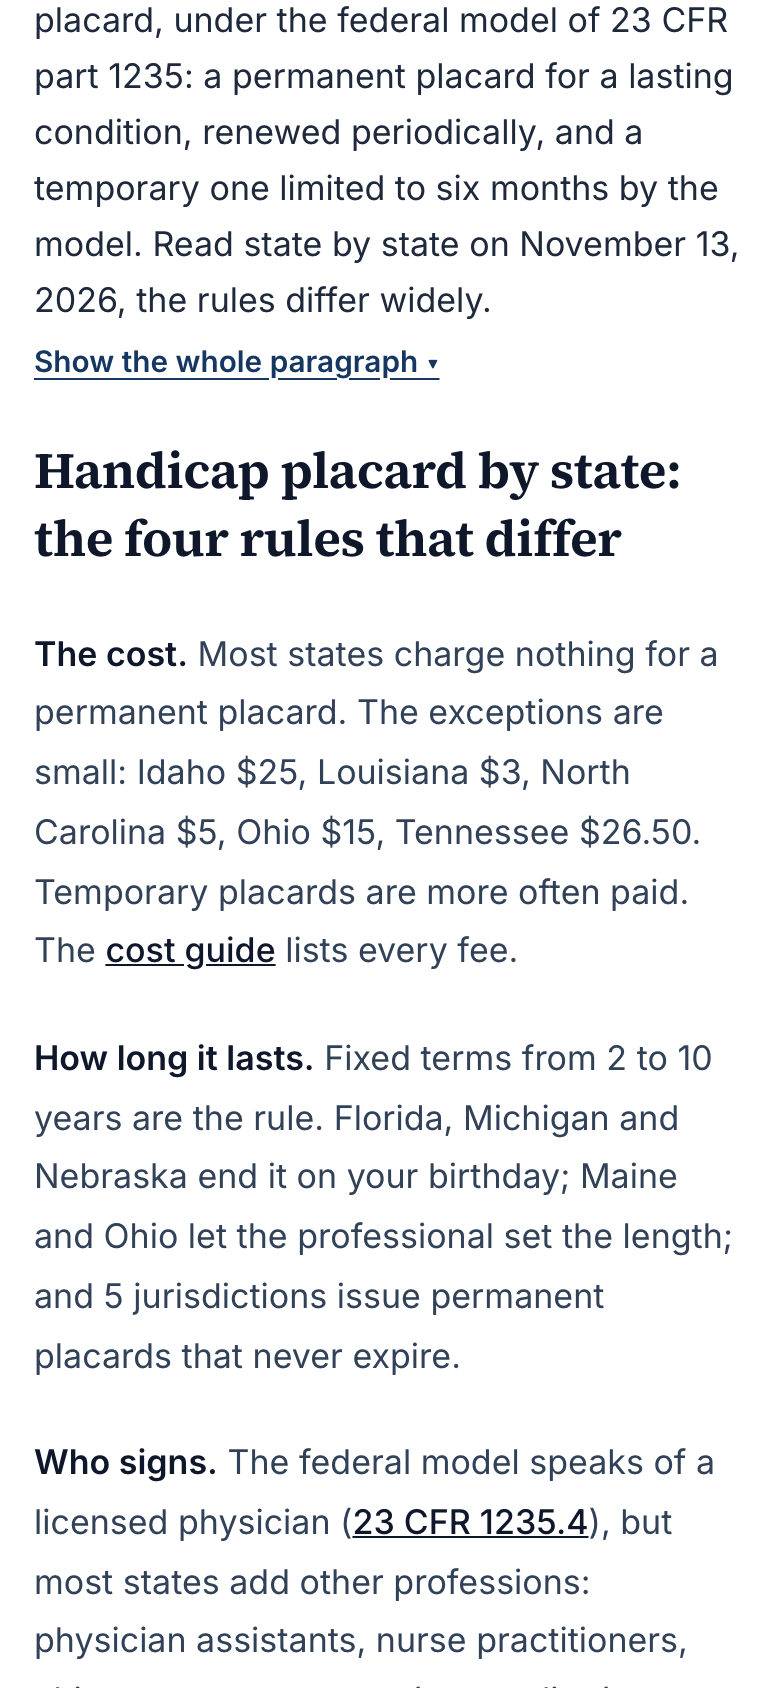 placard, under the federal model of 23 CFR
part 1235: a permanent placard for a lasting
condition, renewed periodically, and a
temporary one limited to six months by the
model. Read state by state on November 13,
2026, the rules differ widely.
Show the whole paragraph ▾
Handicap placard by state:
the four rules that differ
The cost. Most states charge nothing for a
permanent placard. The exceptions are
small: Idaho $25, Louisiana $3, North
Carolina $5, Ohio $15, Tennessee $26.50.
Temporary placards are more often paid.
The cost guide lists every fee.
How long it lasts. Fixed terms from 2 to 10
years are the rule. Florida, Michigan and
Nebraska end it on your birthday; Maine
and Ohio let the professional set the length;
and 5 jurisdictions issue permanent
placards that never expire.
Who signs. The federal model speaks of a
licensed physician (23 CFR 1235.4), but
most states add other professions:
physician assistants, nurse practitioners,